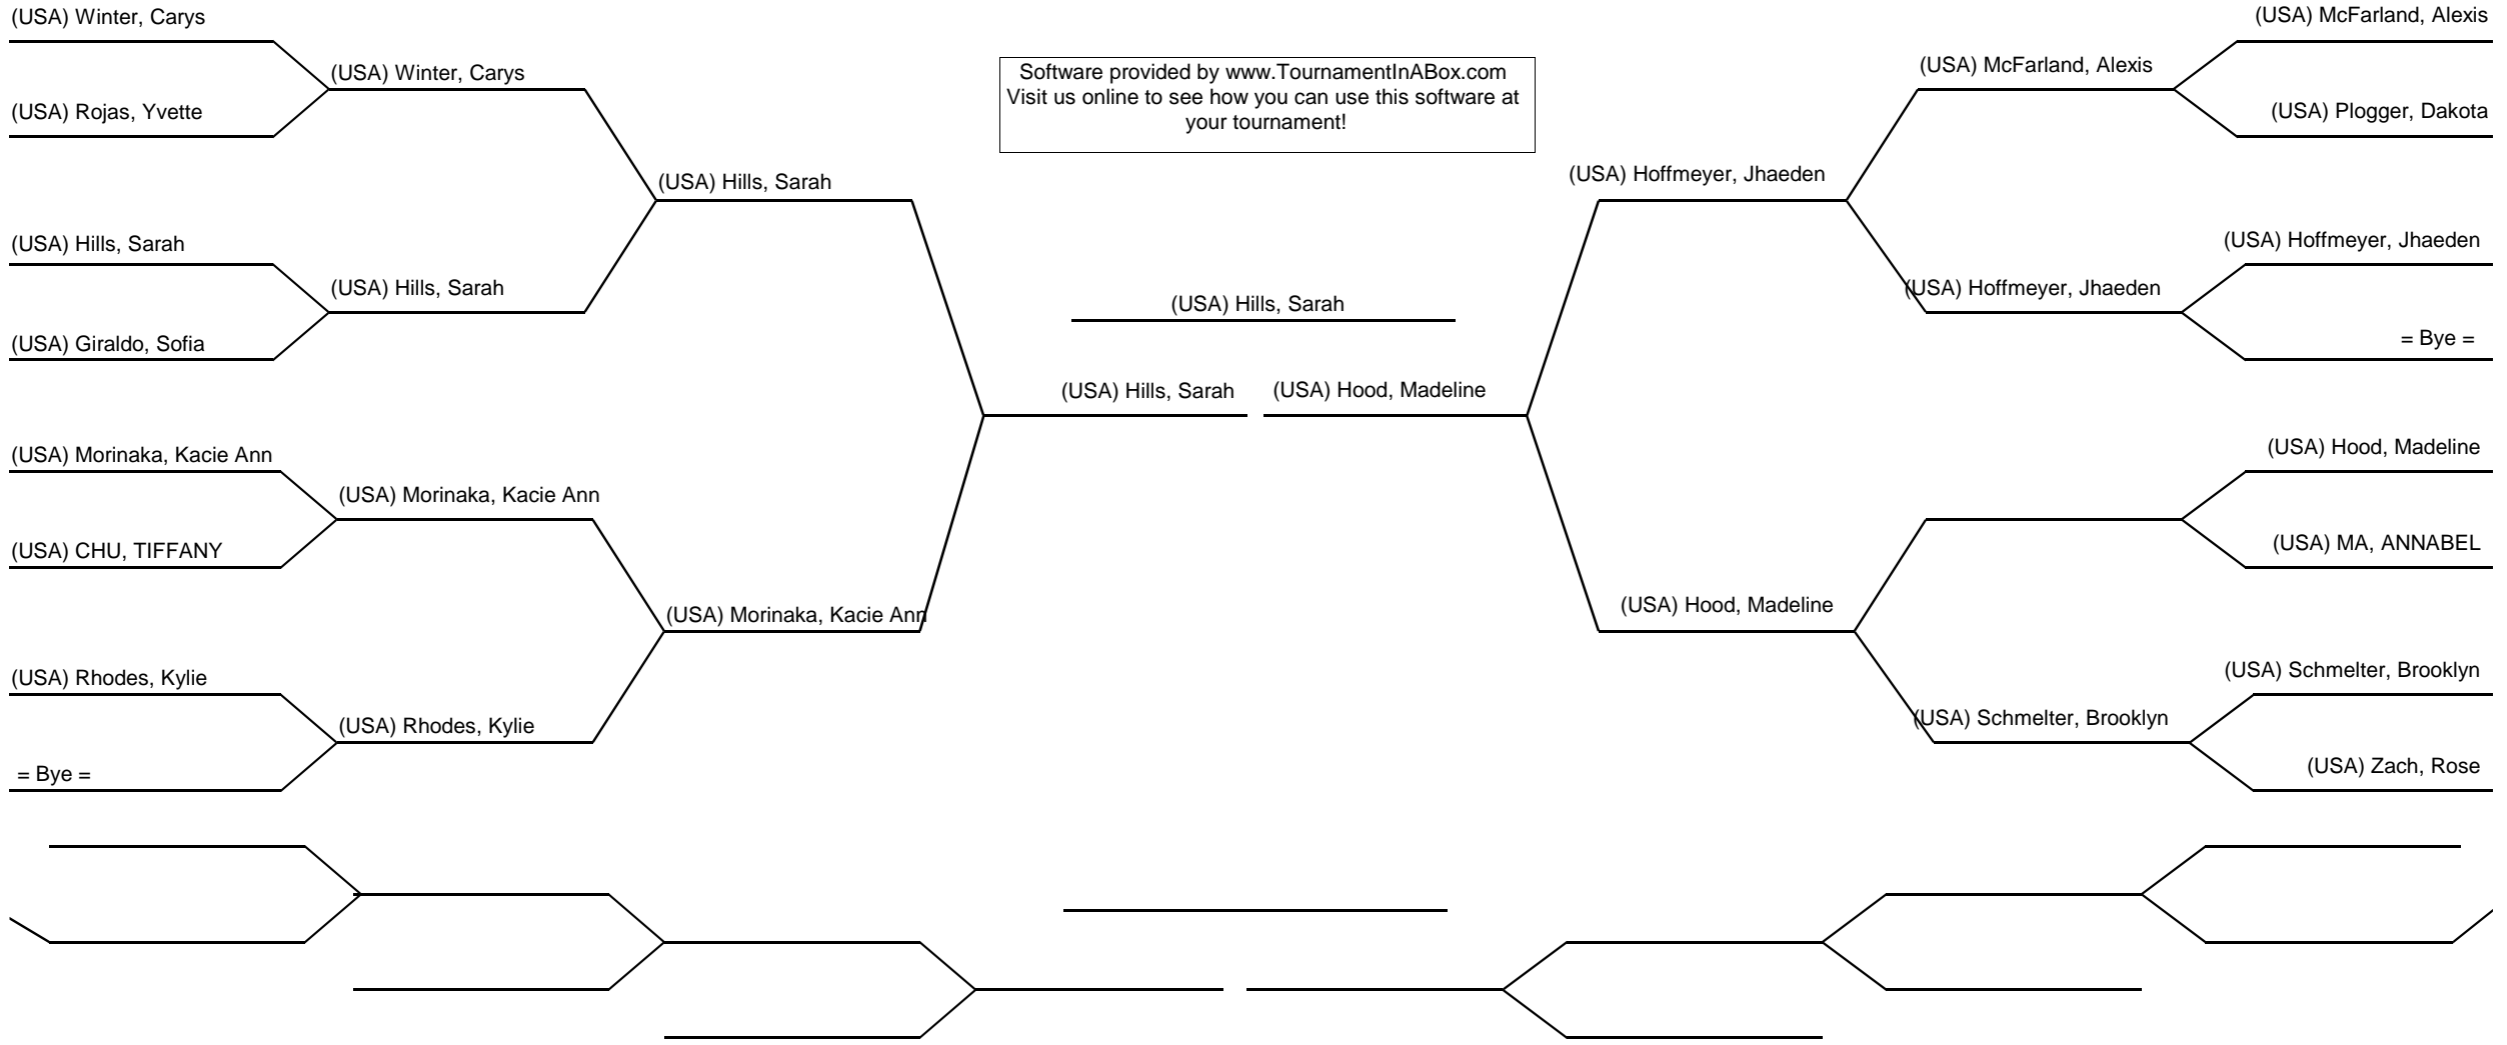 (USA) Winter, Carys
(USA) Rojas, Yvette
(USA) Hills, Sarah
(USA) Giraldo, Sofia
(USA) Morinaka, Kacie Ann
(USA) CHU, TIFFANY
(USA) Rhodes, Kylie
= Bye =
(USA) Winter, Carys
(USA) Hills, Sarah
(USA) Morinaka, Kacie Ann
(USA) Rhodes, Kylie
(USA) Hills, Sarah
(USA) Morinaka, Kacie Ann
Software provided by www.TournamentInABox.com
Visit us online to see how you can use this software at
your tournament!
(USA) Hills, Sarah
(USA) Hills, Sarah
(USA) Hood, Madeline
(USA) Hoffmeyer, Jhaeden
(USA) Hood, Madeline
(USA) McFarland, Alexis
(USA) Hoffmeyer, Jhaeden
(USA) Schmelter, Brooklyn
(USA) McFarland, Alexis
(USA) Plogger, Dakota
(USA) Hoffmeyer, Jhaeden
= Bye =
(USA) Hood, Madeline
(USA) MA, ANNABEL
(USA) Schmelter, Brooklyn
(USA) Zach, Rose